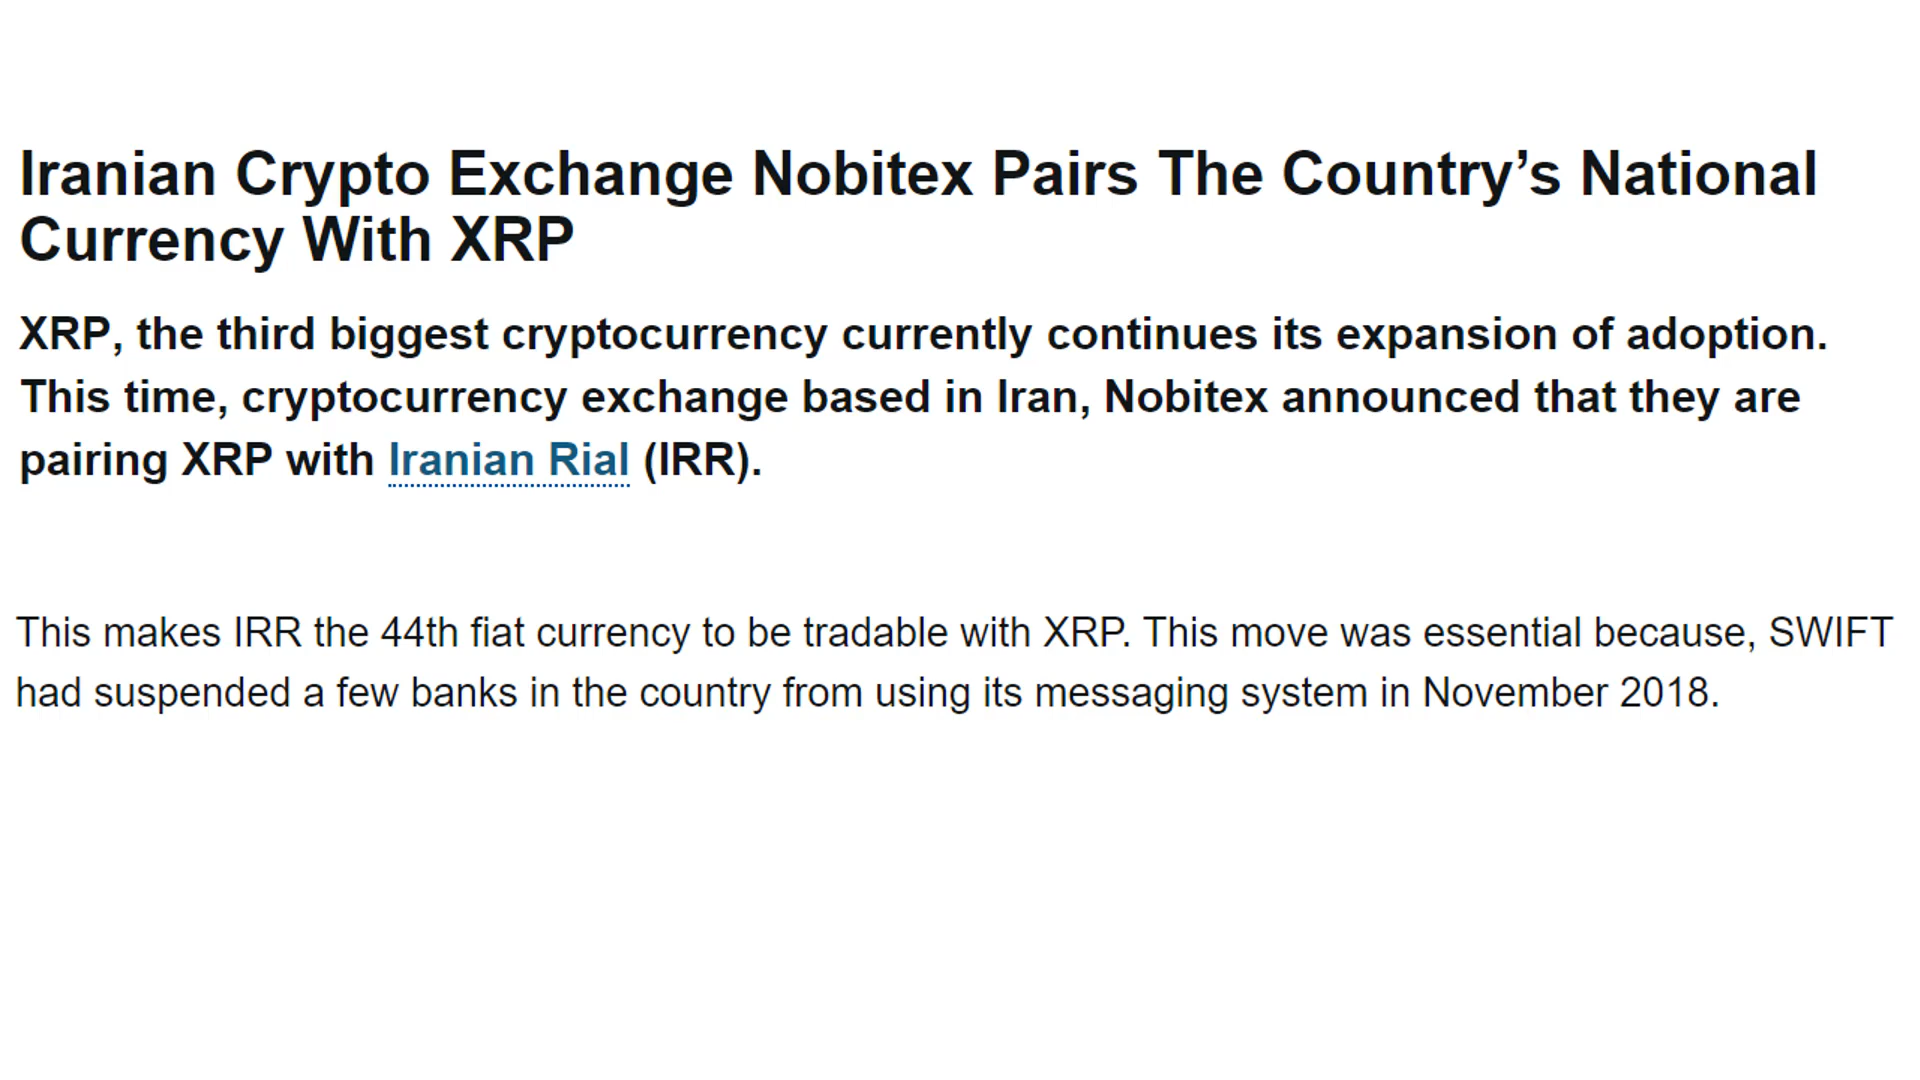 Iranian Crypto Exchange Nobitex Pairs The Country’s National
Currency With XRP
XRP, the third biggest cryptocurrency currently continues its expansion of adoption.
This time, cryptocurrency exchange based in Iran, Nobitex announced that they are
pairing XRP with Iranian Rial (IRR).
This makes IRR the 44th fiat currency to be tradable with XRP. This move was essential because, SWIFT
had suspended a few banks in the country from using its messaging system in November 2018.